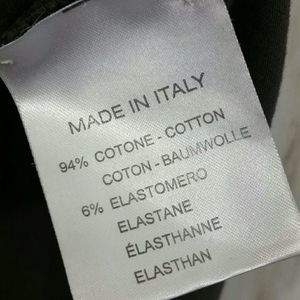 MADE IN ITALY
94% COTONE - COTTON
COTON - BAUMWOLLE
6% ELASTOMERO
ELASTANE
ÉLASTHANNE
ELASTHAN